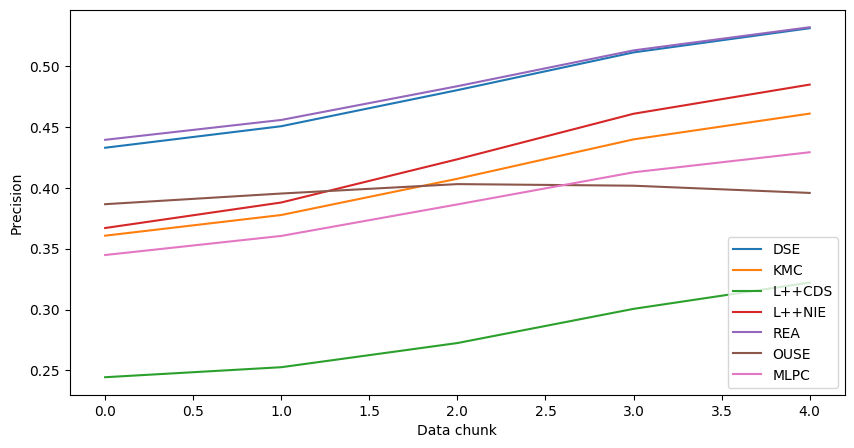 Precision
0.50
0.45
0.40
0.35
0.30
0.25
0.0 0.5 1.0 1.5 2.0 2.5 3.0 3.5 4.0
Data chunk
DSE
KMC
L++CDS
L++NIE
REA
OUSE
MLPC